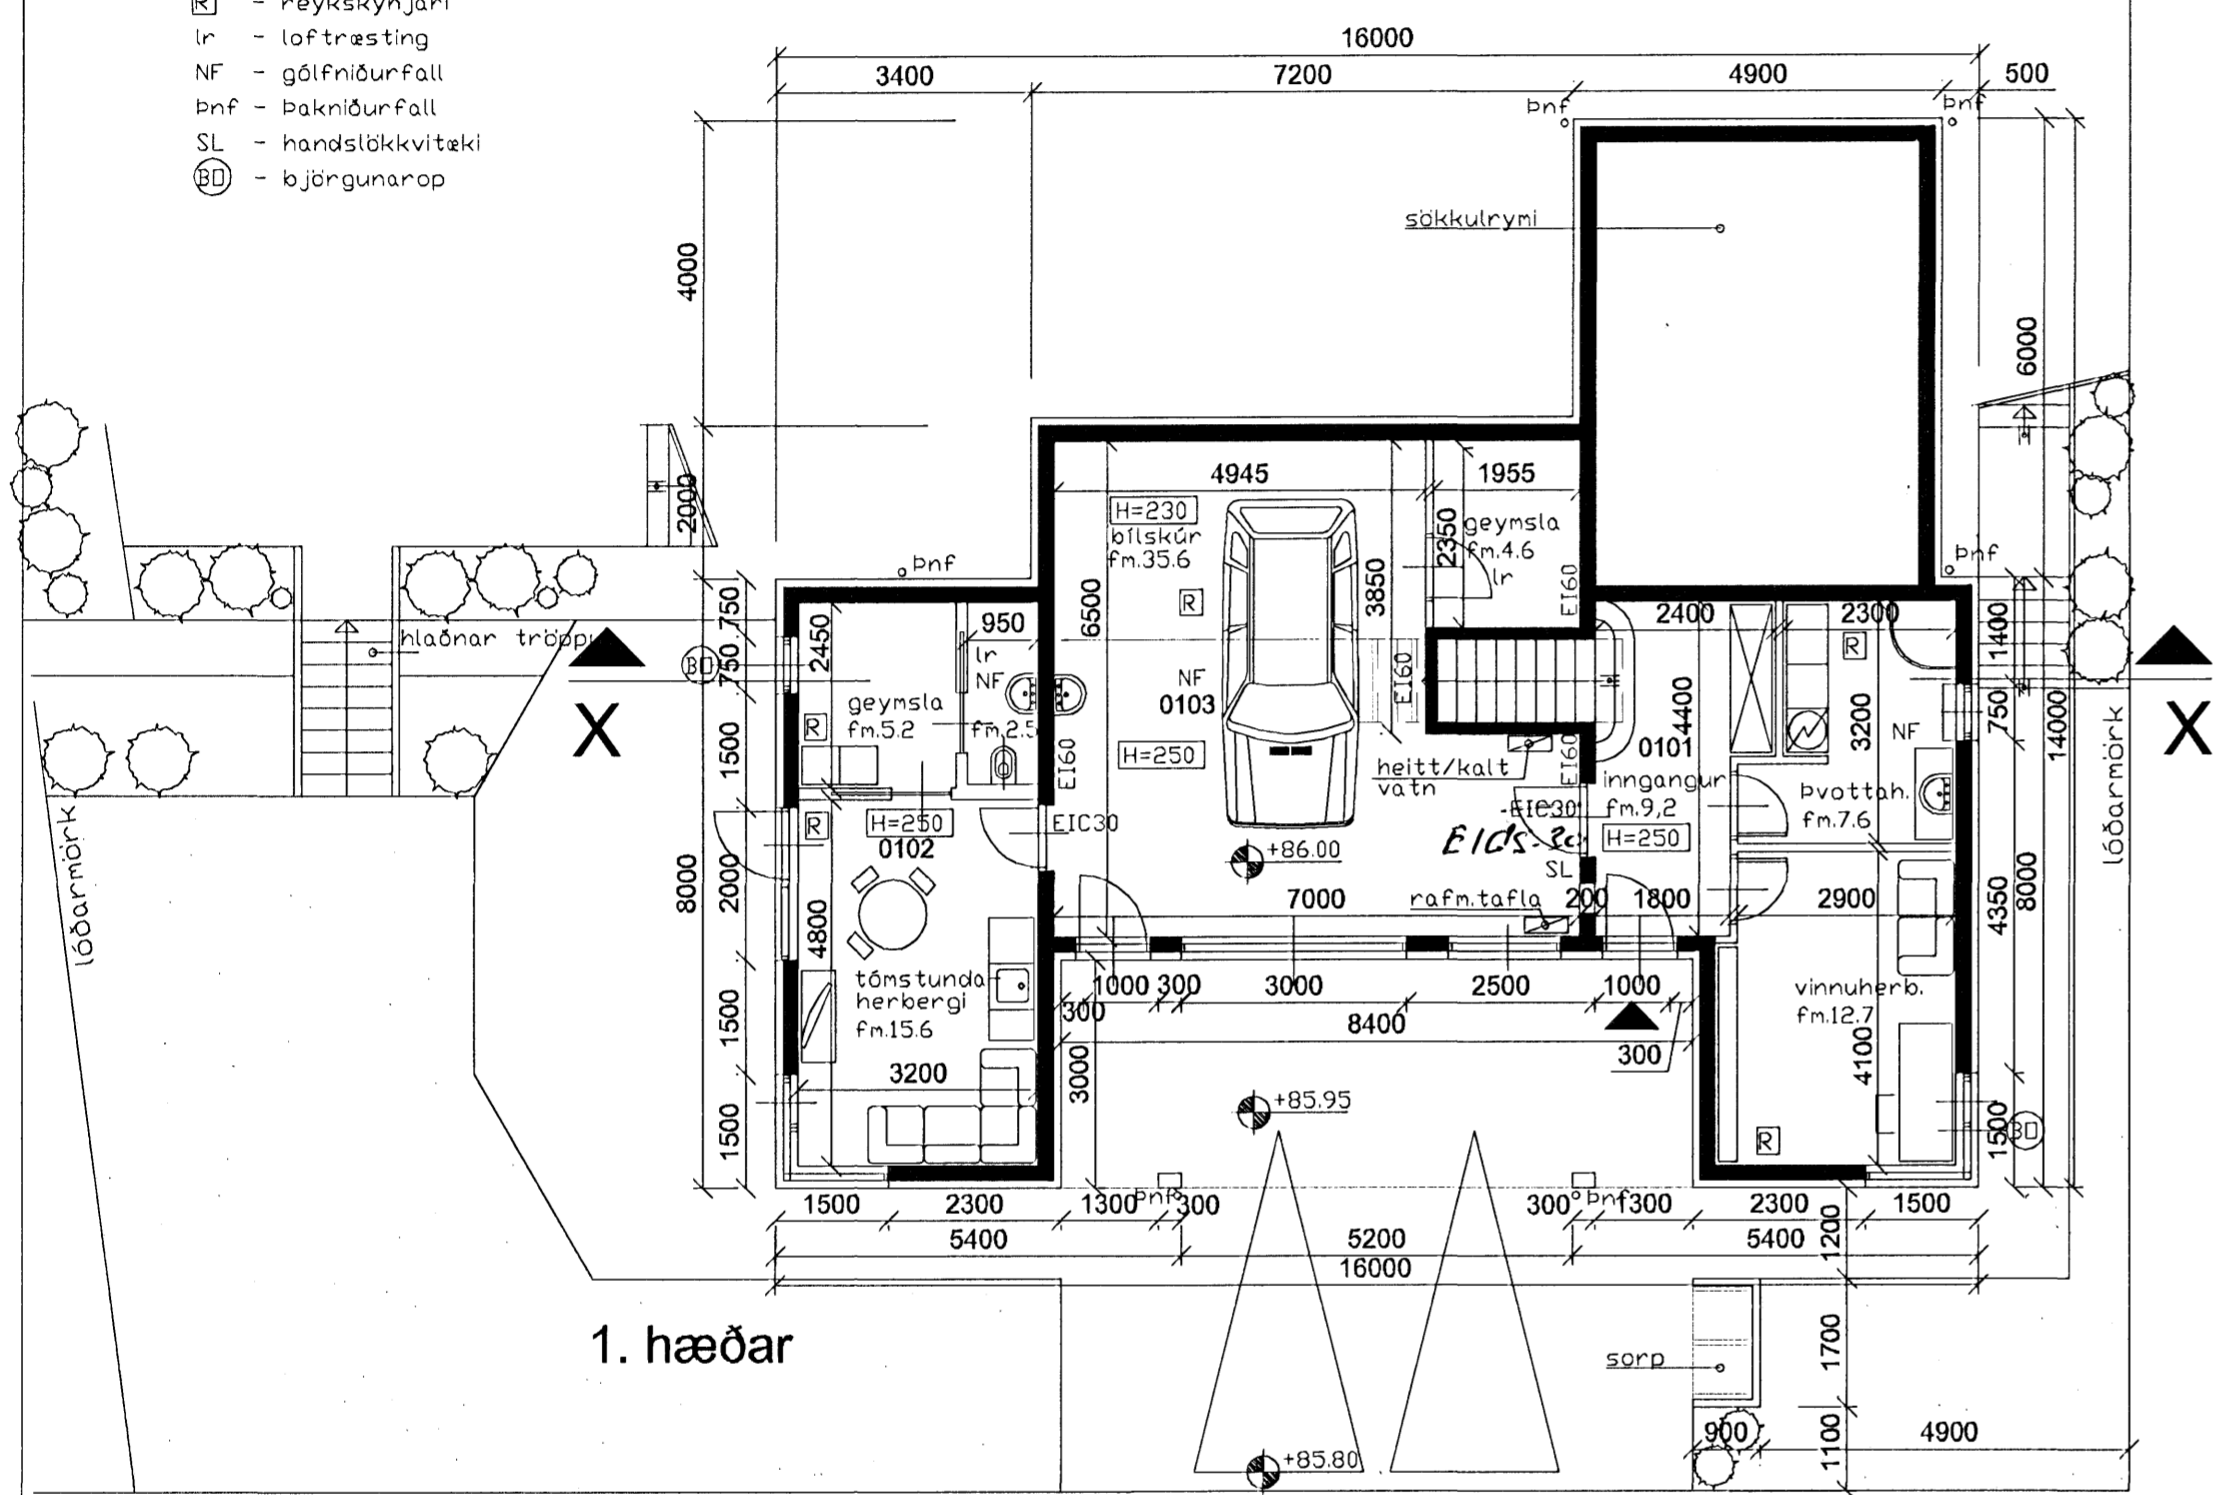 R - reykskynjari
lr - loftræsting
NF - gólfniðurfall
Þnf - Þakniðurfall
SL - handslökkvitæki
BO - björgunarop
16000
3400 7200 4900 500
Þnf Þnf
4000
sökkulrymi
6000
2000
4945 1955
H=230
bílskúr
fm.35.6
R
2350
geymsla
fm.4.6
lr
EI60
3850
6500
Þnf
Þnf
750
750
2450
950
lr
NF
hlaðnar tröppu
BO
X
geymsla
fm.5.2
fm.2.5
R
EI60
NF
0103
H=250
EI60
2400 2300
R
1400
4400
3200
NF
750
14000
X
1500
0101
inngangur
fm.9,2
H=250
EI60
heitt/kalt
vatn
EIC30
EICS-30
SL
Þvottah.
fm.7.6
lóðarmörk
lóðarmörk
R
H=250
0102
EIC30
+86.00
8000
2000
4800
7000
rafm.tafla
200 1800 2900
4350
8000
tómstunda
herbergi
fm.15.6
1000 300 3000 2500 1000
300
8400
300
vinnuherb.
fm.12.7
4100
1500
3200
3000
1500
+85.95
R
1500
BO
1500 2300 1300 Þnf 300 300 Þnf 1300 2300 1500
5400 5200 5400
1200
16000
1. hæðar
sorp
1700
900
4900
1100
+85.80